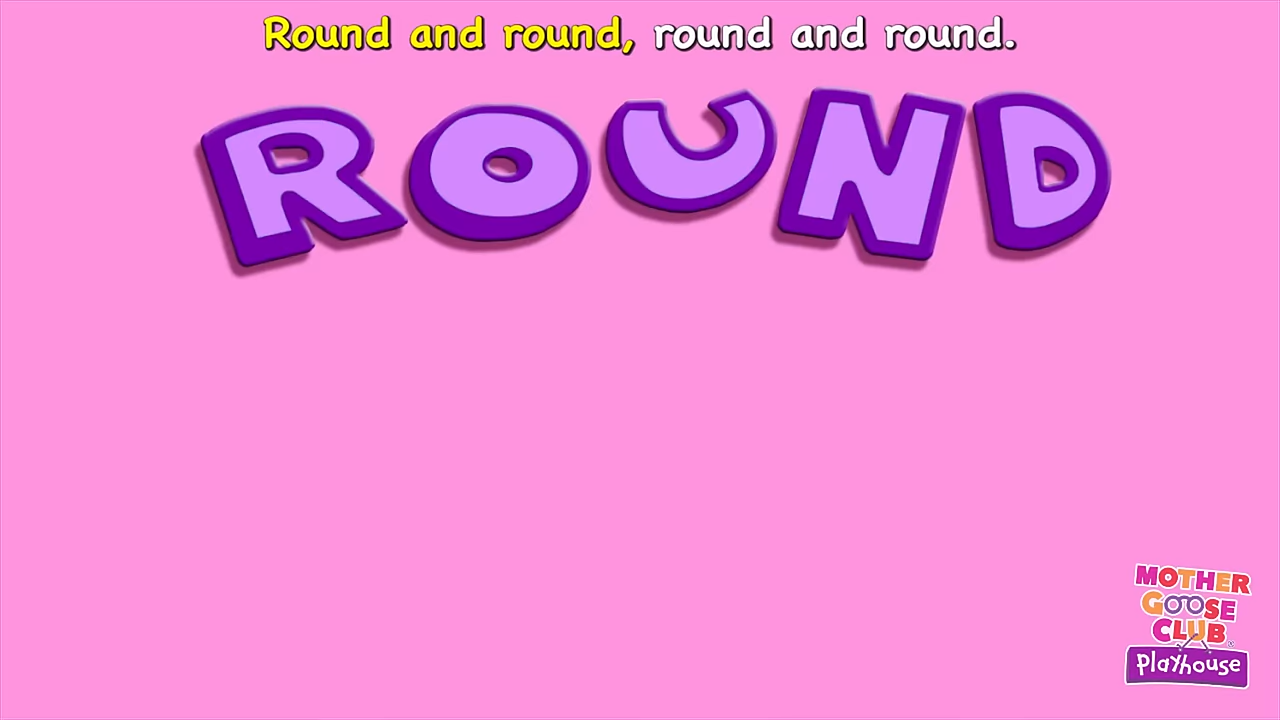 Round and round, round and round.
ROUND
MOTHER
GOOSE
CLUB
Playhouse